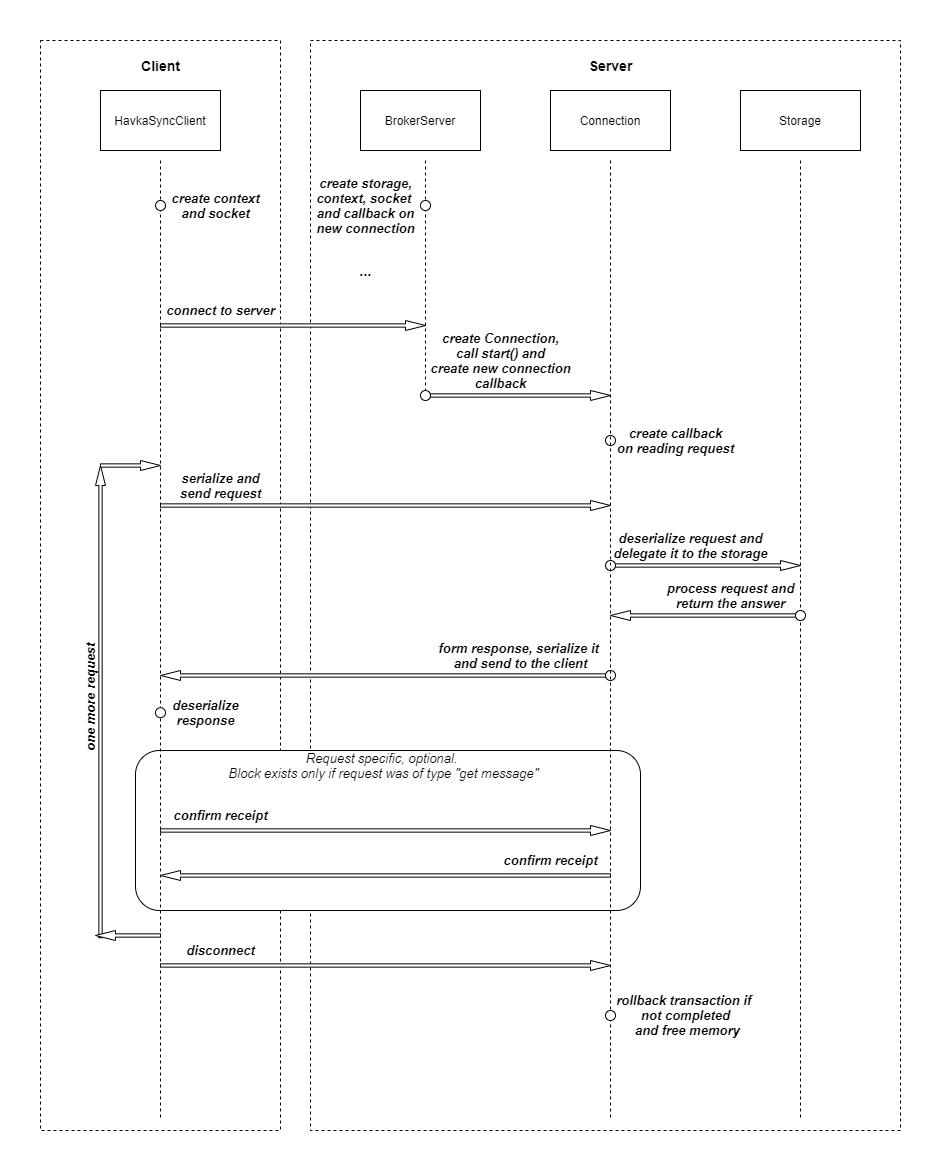 Client
Server
HavkaSyncClient
BrokerServer
Connection
Storage
create context
and socket
create storage,
context, socket
and callback on
new connection
...
connect to server
create Connection,
call start() and
create new connection
callback
create callback
on reading request
serialize and
send request
deserialize request and
delegate it to the storage
process request and
return the answer
form response, serialize it
and send to the client
one more request
deserialize
response
Request specific, optional.
Block exists only if request was of type "get message"
confirm receipt
confirm receipt
disconnect
rollback transaction if
not completed
and free memory